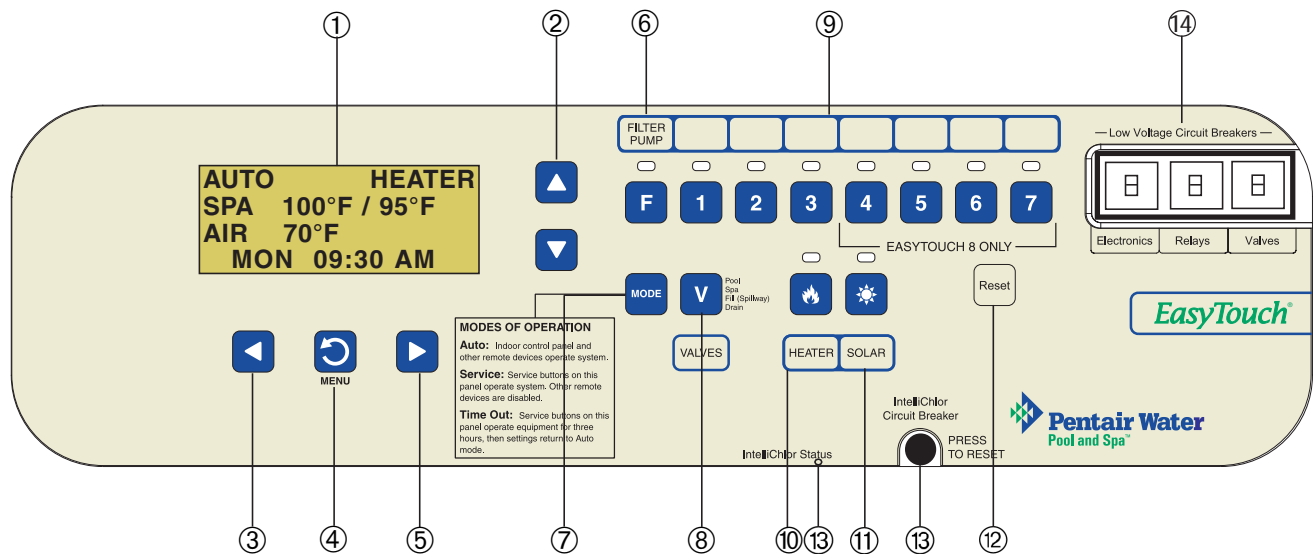 ① ② ⑥ ⑨ ⑭
FILTER
PUMP
— Low Voltage Circuit Breakers —
AUTO HEATER
SPA 100°F / 95°F
AIR 70°F
MON 09:30 AM
F 1 2 3 4 5 6 7
EASYTOUCH 8 ONLY
Electronics Relays Valves
MODE
V
Pool
Spa
Fill (Spillway)
Drain
Reset
EasyTouch®
MODES OF OPERATION
Auto: Indoor control panel and
other remote devices operate system.
Service: Service buttons on this
panel operate system. Other remote
devices are disabled.
Time Out: Service buttons on this
panel operate equipment for three
hours, then settings return to Auto
mode.
VALVES
HEATER SOLAR
MENU
IntelliChlor
Circuit Breaker
PRESS
TO RESET
IntelliChlor Status
Pentair Water
Pool and Spa™
③ ④ ⑤ ⑦ ⑧ ⑩ ⑬ ⑪ ⑬ ⑫